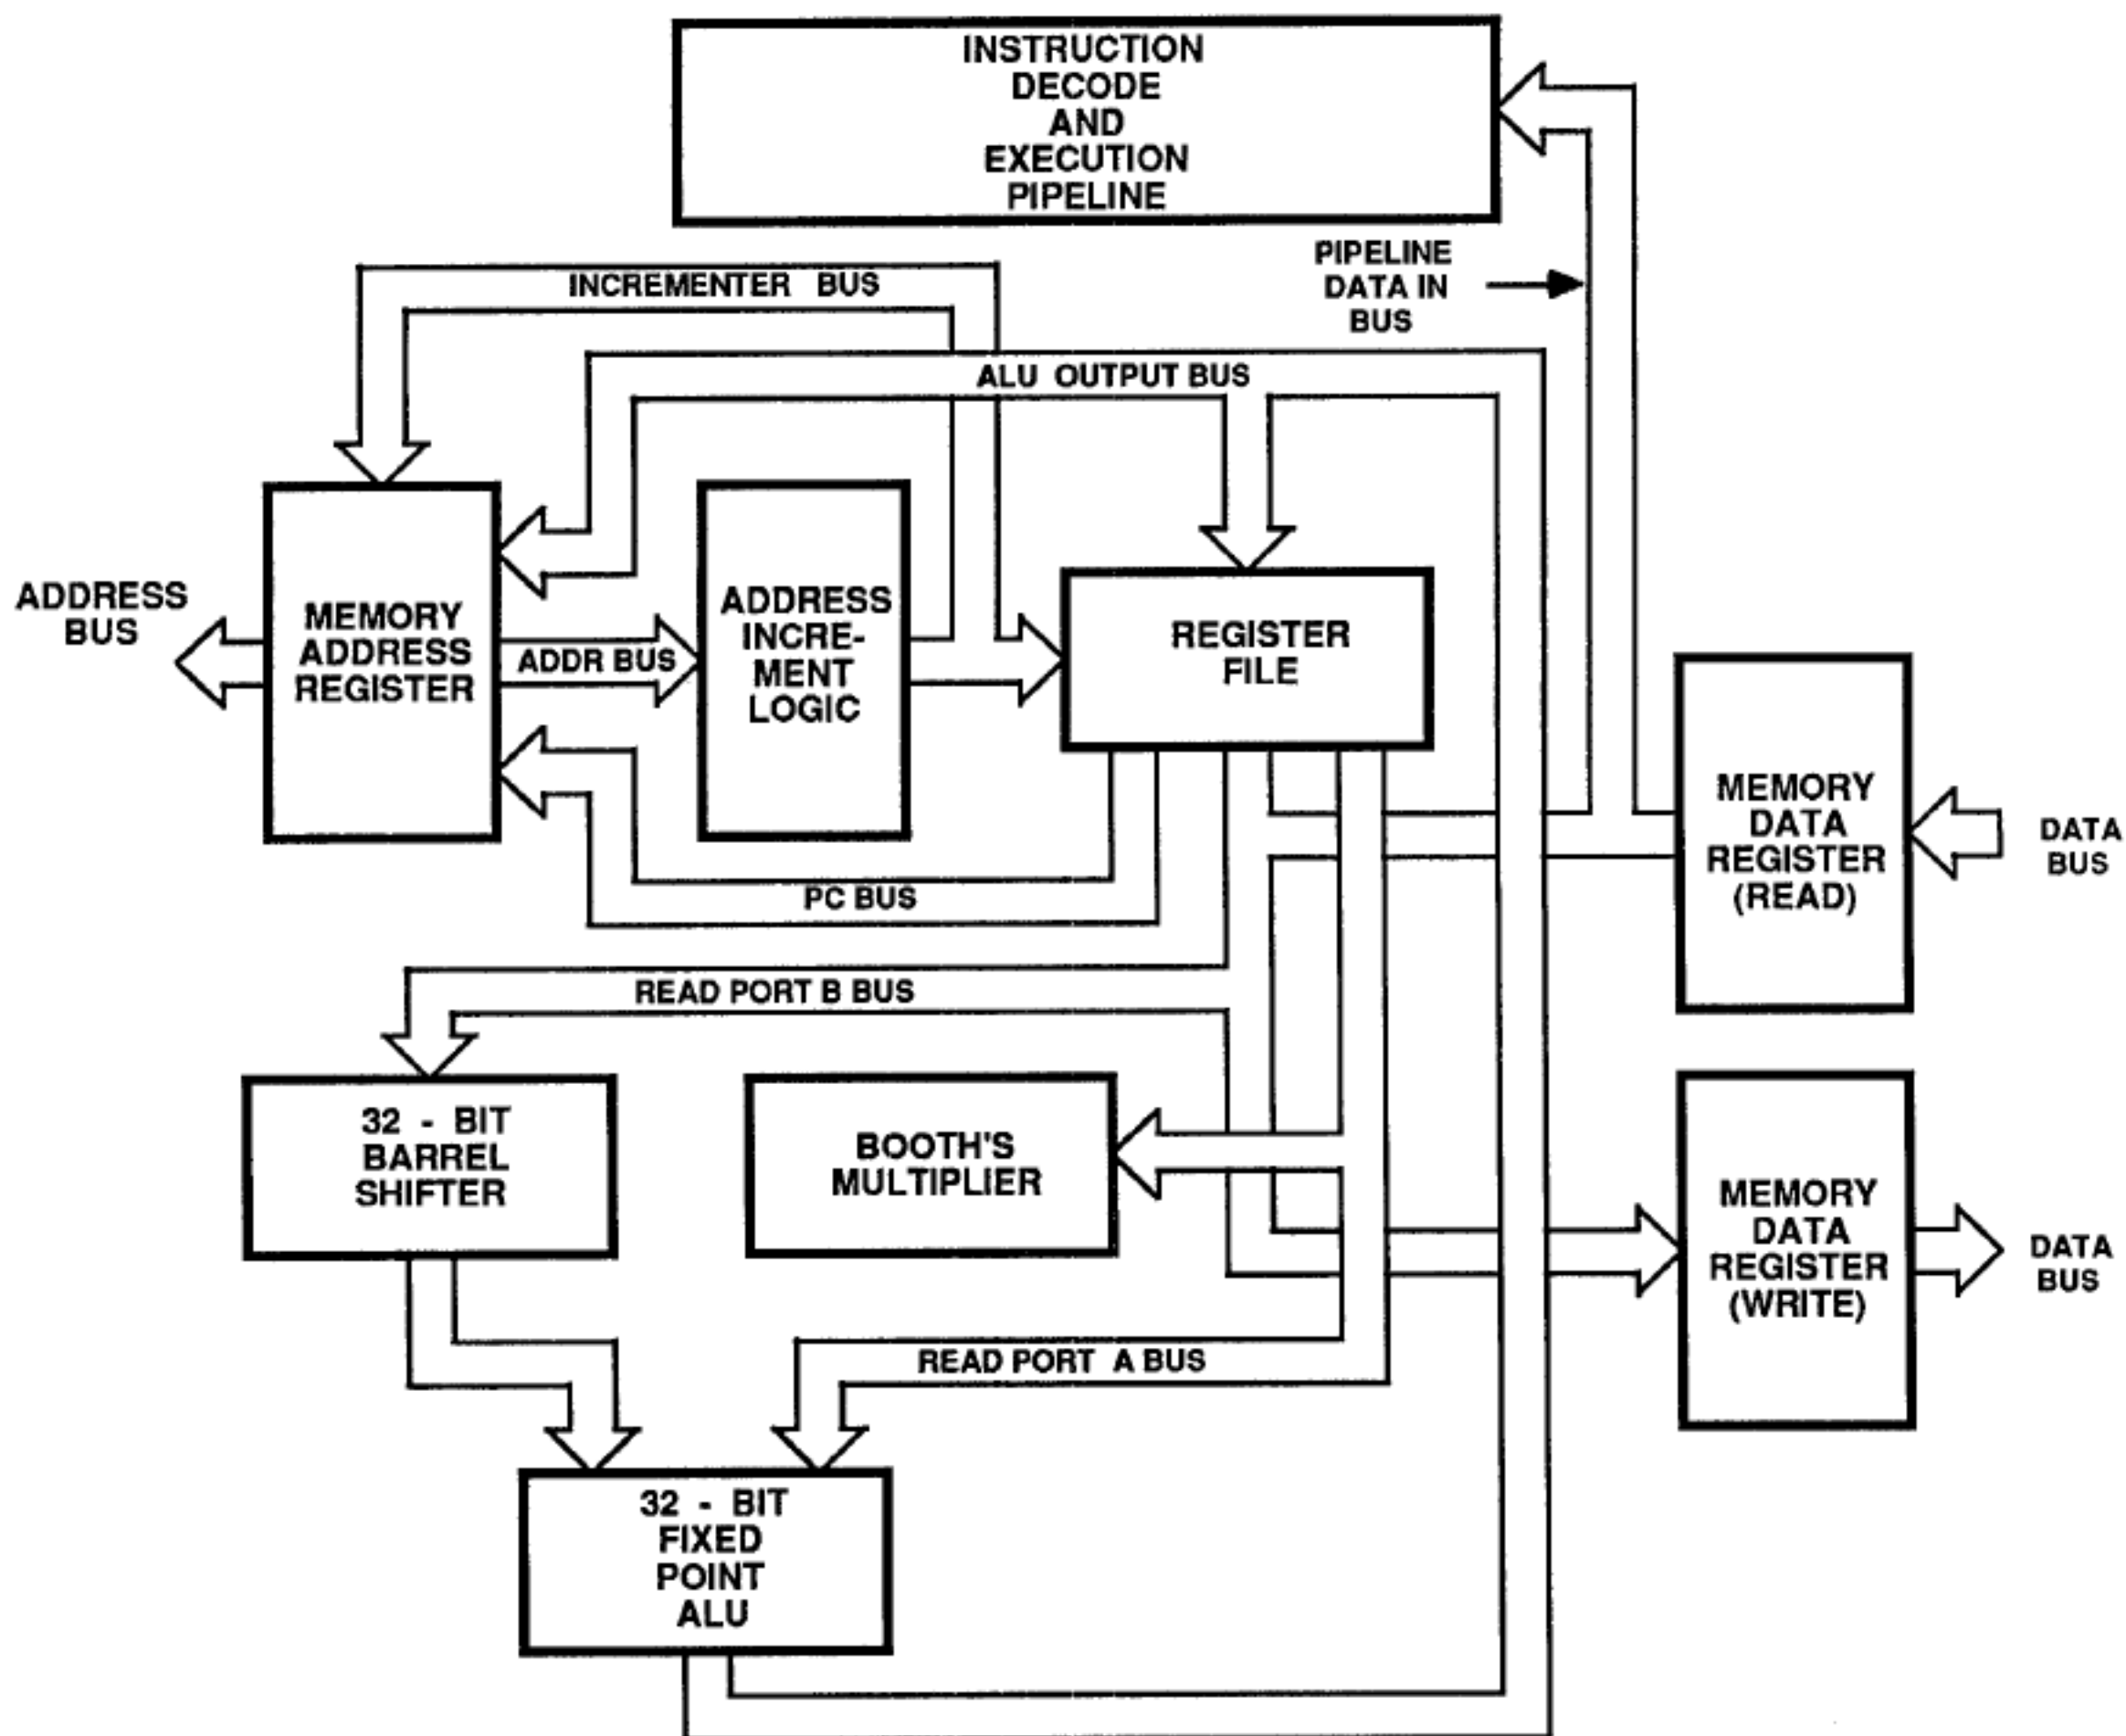 INSTRUCTION
DECODE
AND
EXECUTION
PIPELINE
PIPELINE
DATA IN
BUS
INCREMENTER BUS
ALU OUTPUT BUS
ADDRESS
BUS
MEMORY
ADDRESS
REGISTER
ADDR BUS
ADDRESS
INCRE-
MENT
LOGIC
REGISTER
FILE
MEMORY
DATA
REGISTER
(READ)
DATA
BUS
PC BUS
READ PORT B BUS
32 - BIT
BARREL
SHIFTER
BOOTH'S
MULTIPLIER
MEMORY
DATA
REGISTER
(WRITE)
DATA
BUS
READ PORT A BUS
32 - BIT
FIXED
POINT
ALU